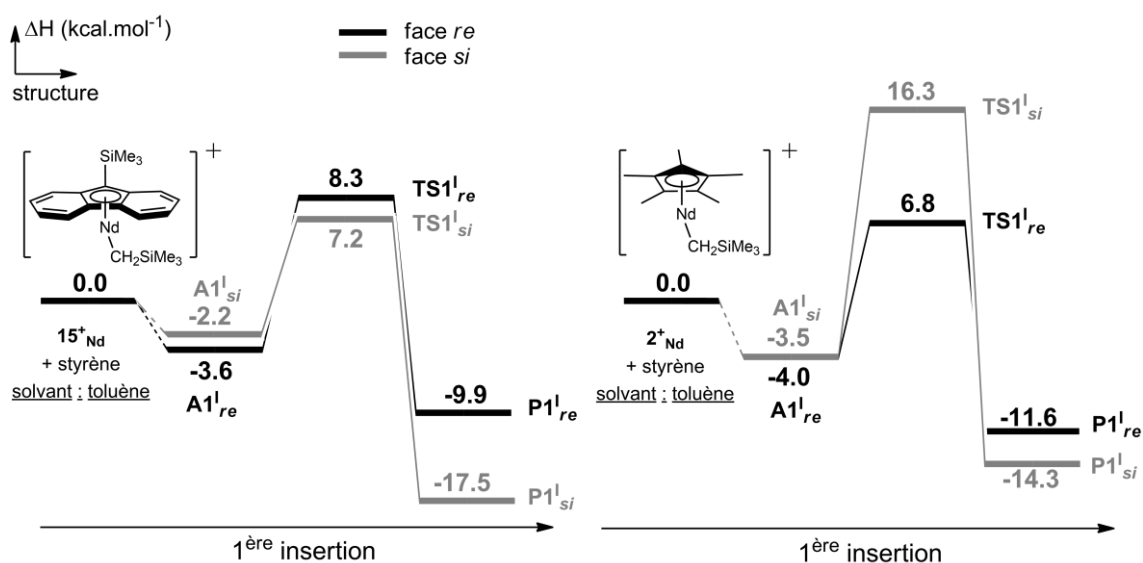 ΔH (kcal.mol⁻¹)
structure
face re
face si
SiMe₃
+
Nd
CH₂SiMe₃
0.0
15⁺Nd
+ styrène
solvant : toluène
A1ᴵsi
-2.2
-3.6
A1ᴵre
8.3
TS1ᴵre
TS1ᴵsi
7.2
-9.9
P1ᴵre
-17.5
P1ᴵsi
1ère insertion
+
Nd
CH₂SiMe₃
0.0
2⁺Nd
+ styrène
solvant : toluène
A1ᴵsi
-3.5
-4.0
A1ᴵre
16.3
TS1ᴵsi
6.8
TS1ᴵre
-11.6
P1ᴵre
-14.3
P1ᴵsi
1ère insertion